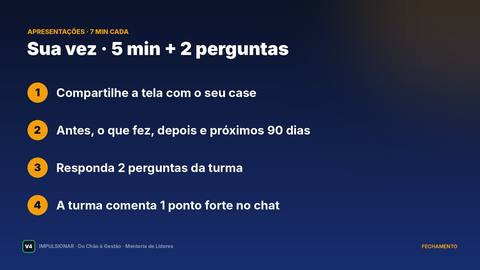 APRESENTAÇÕES · 7 MIN CADA
Sua vez · 5 min + 2 perguntas
1 Compartilhe a tela com o seu case
2 Antes, o que fez, depois e próximos 90 dias
3 Responda 2 perguntas da turma
4 A turma comenta 1 ponto forte no chat
V4 IMPULSIONAR · Do Chão à Gestão · Mentoria de Líderes
FECHAMENTO